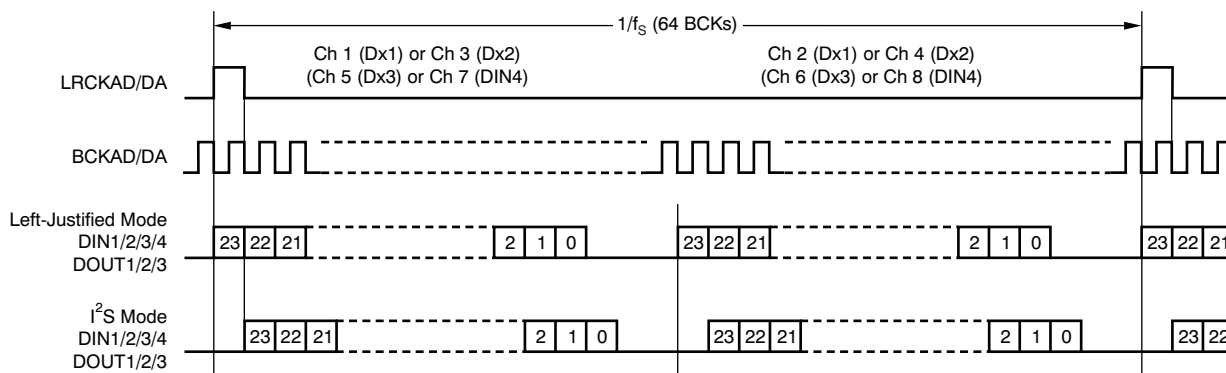 1/fS (64 BCKs)
Ch 1 (Dx1) or Ch 3 (Dx2)
(Ch 5 (Dx3) or Ch 7 (DIN4)
Ch 2 (Dx1) or Ch 4 (Dx2)
(Ch 6 (Dx3) or Ch 8 (DIN4)
LRCKAD/DA
BCKAD/DA
Left-Justified Mode
DIN1/2/3/4
DOUT1/2/3
23 22 21 2 1 0 23 22 21 2 1 0 23 22 21
I²S Mode
DIN1/2/3/4
DOUT1/2/3
23 22 21 2 1 0 23 22 21 2 1 0 23 22